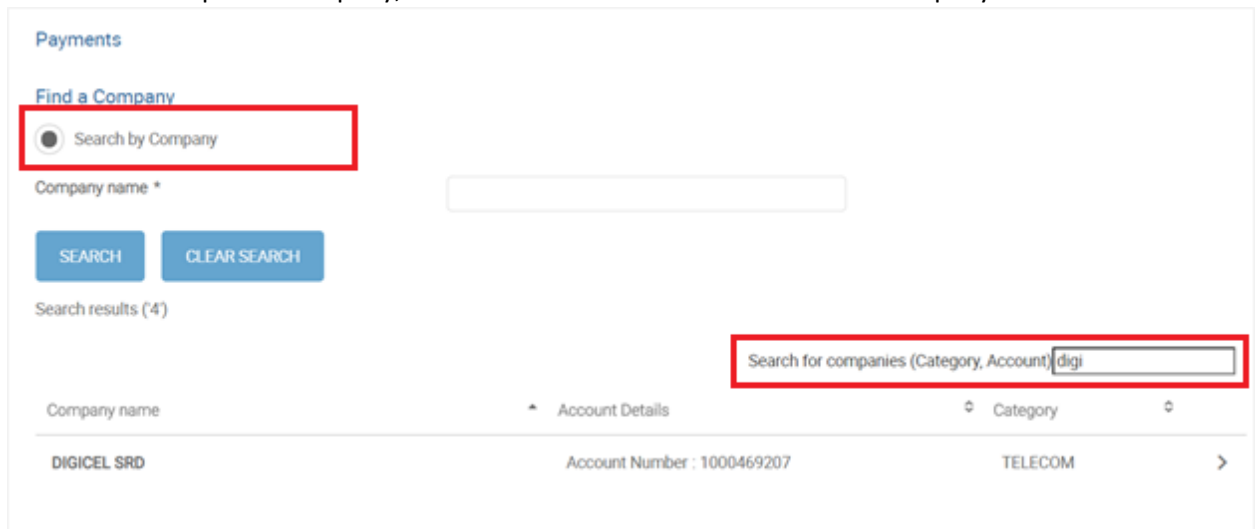 Payments
Find a Company
Search by Company
Company name *
SEARCH CLEAR SEARCH
Search results ('4')
Search for companies (Category, Account) digi
Company name Account Details Category
DIGICEL SRD Account Number : 1000469207 TELECOM